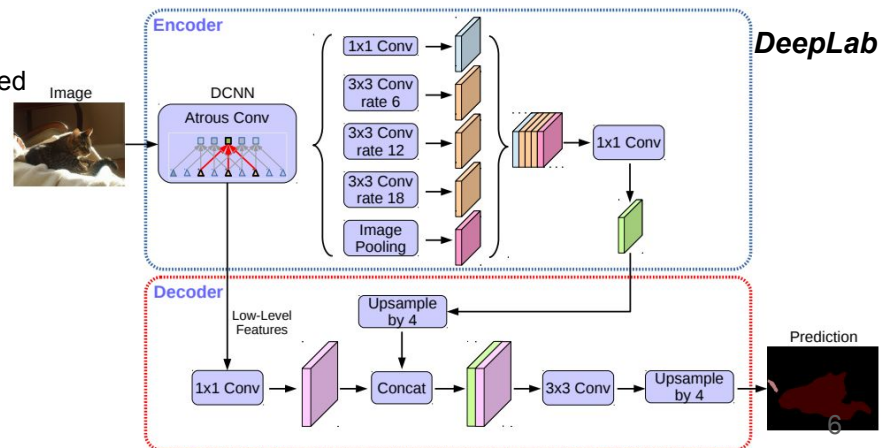 Encoder
DeepLab
ed
Image
DCNN
Atrous Conv
1x1 Conv
3x3 Conv
rate 6
3x3 Conv
rate 12
3x3 Conv
rate 18
Image
Pooling
1x1 Conv
Decoder
Low-Level
Features
Upsample
by 4
1x1 Conv
Concat
3x3 Conv
Upsample
by 4
Prediction
6